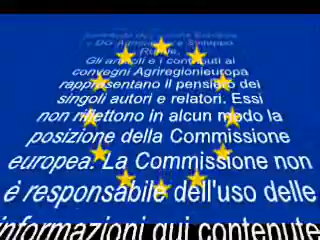 - DG Agricoltura e Sviluppo
Rurale.
Gli articoli e i contributi ai
convegni Agriregionieuropa
rappresentano il pensiero dei
singoli autori e relatori. Essi
non riflettono in alcun modo la
posizione della Commissione
europea. La Commissione non
è responsabile dell'uso delle
informazioni qui contenute